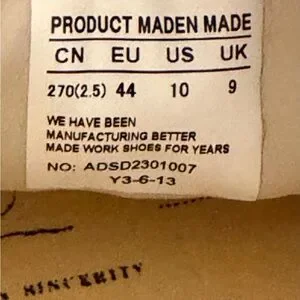 PRODUCT MADEN MADE
CN EU US UK
270(2.5) 44 10 9
WE HAVE BEEN
MANUFACTURING BETTER
MADE WORK SHOES FOR YEARS
NO: ADSD2301007
Y3-6-13
SINCERITY